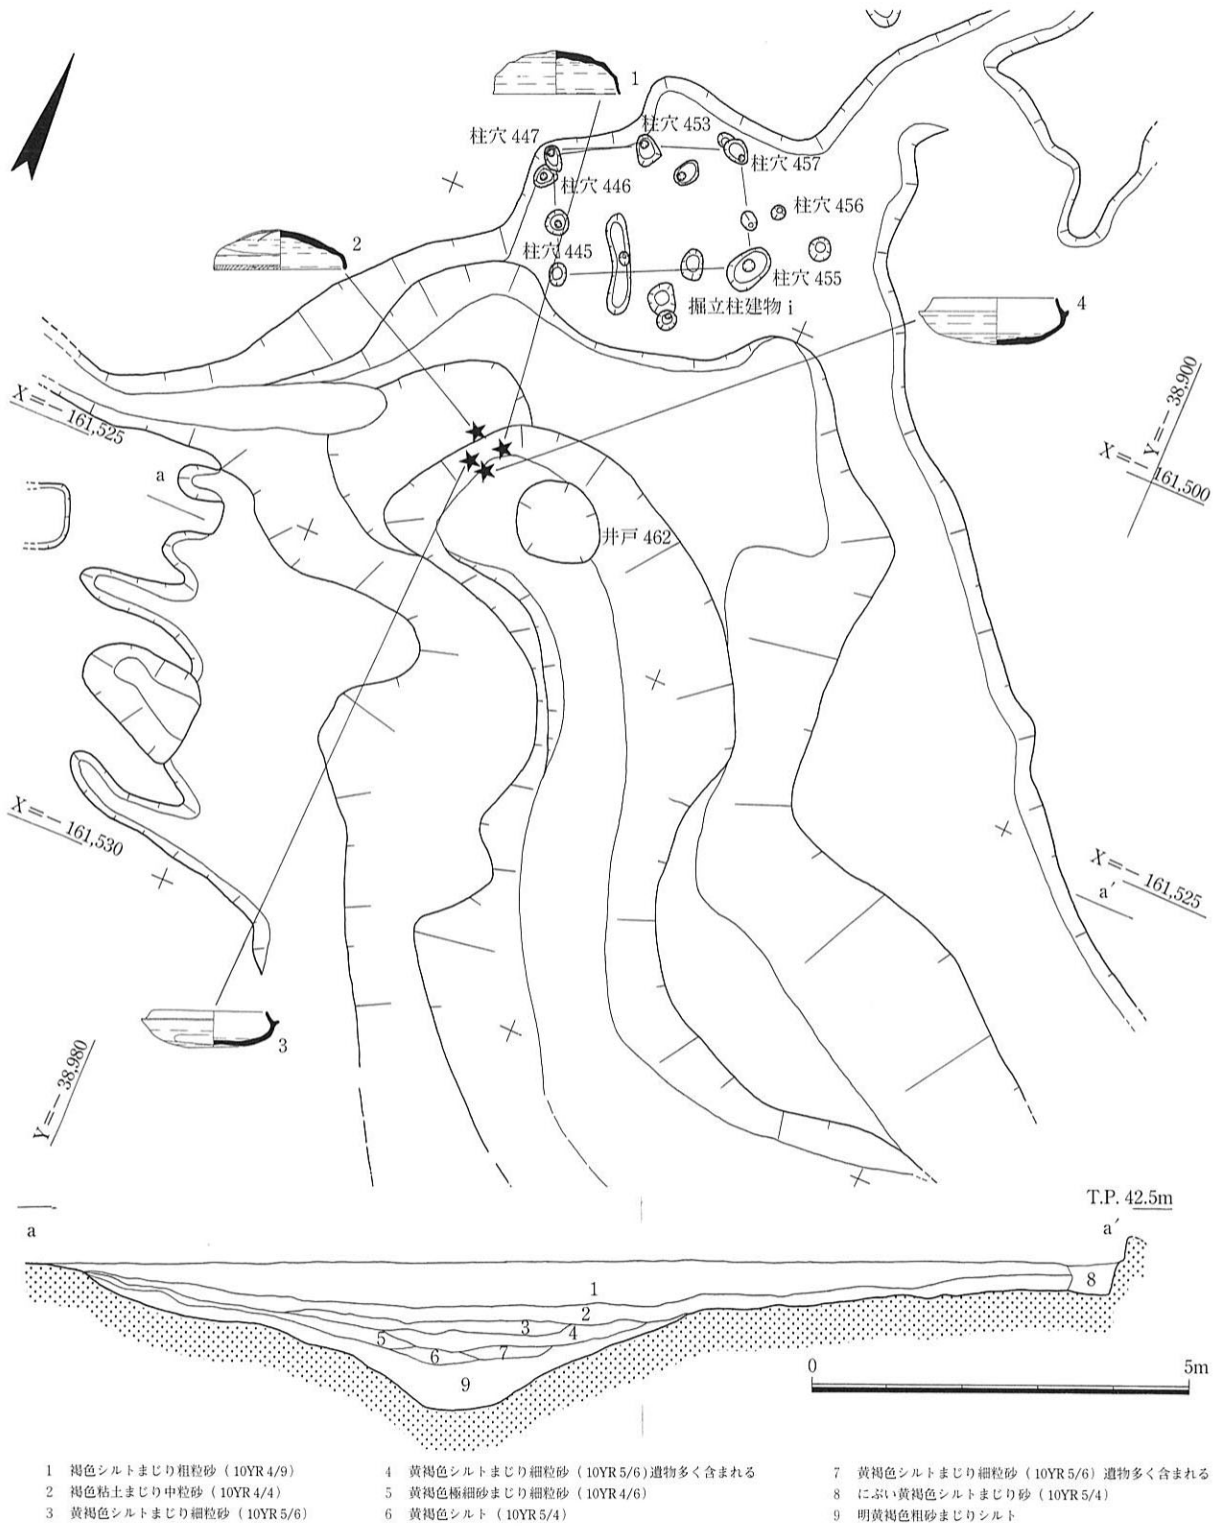 1
柱穴 447
柱穴 453
柱穴 457
柱穴 446
柱穴 456
2
柱穴 445
柱穴 455
掘立柱建物 i
4
X=－161,525
Y=－38,900
X=－161,500
a
井戸 462
X=－161,530
X=－161,525
a′
3
Y=－38,980
T.P. 42.5m
a
a′
1
8
2
3
4
5
6
7
9
0
5m
1 褐色シルトまじり粗粒砂（10YR 4/9）
2 褐色粘土まじり中粒砂（10YR 4/4）
3 黄褐色シルトまじり細粒砂（10YR 5/6）
4 黄褐色シルトまじり細粒砂（10YR 5/6）遺物多く含まれる
5 黄褐色極細砂まじり細粒砂（10YR 4/6）
6 黄褐色シルト（10YR 5/4）
7 黄褐色シルトまじり細粒砂（10YR 5/6）遺物多く含まれる
8 にぶい黄褐色シルトまじり砂（10YR 5/4）
9 明黄褐色粗砂まじりシルト